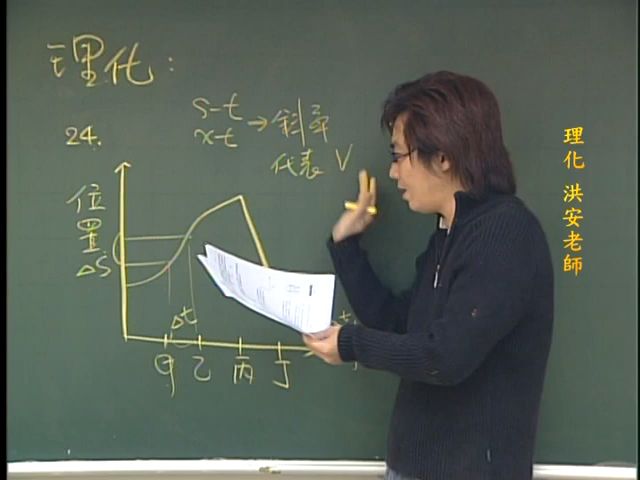 理化：
24.
s-t
x-t → 斜率
代表 V
位置
Δs
Δt
甲 乙 丙 丁
t
理化 洪安老師